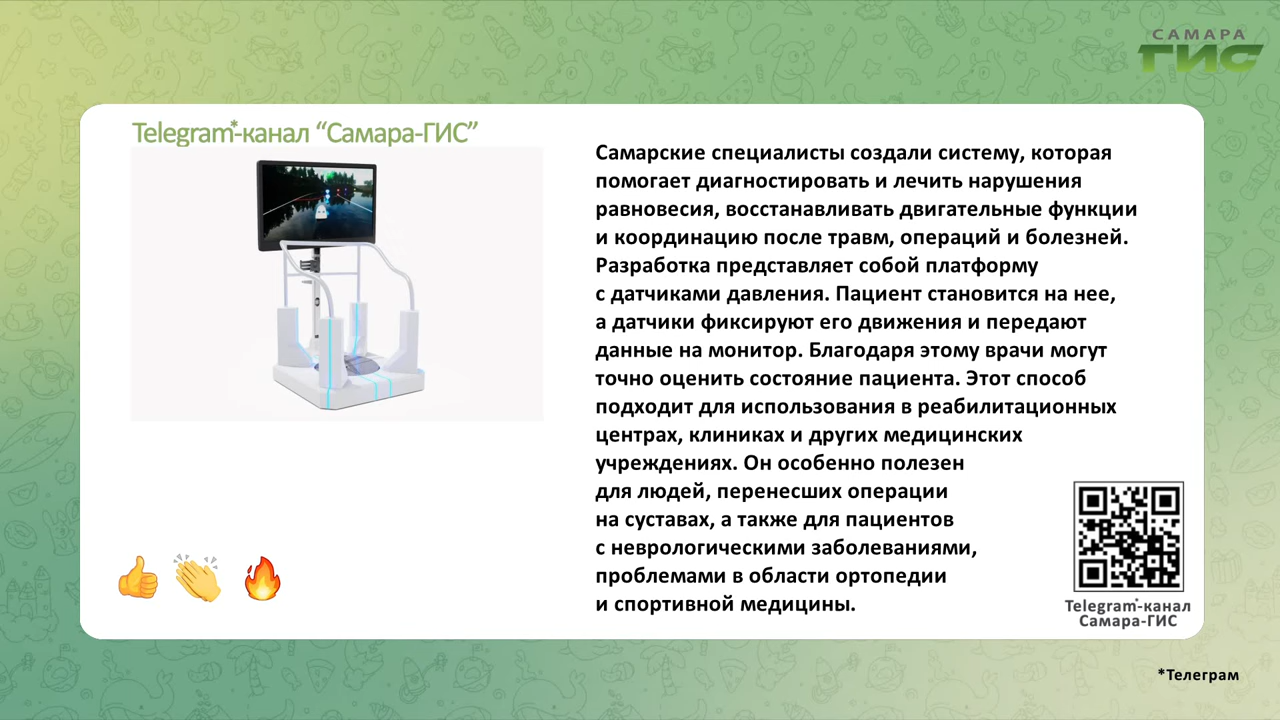 САМАРА
ГИС
Telegram*-канал “Самара-ГИС”
Самарские специалисты создали систему, которая
помогает диагностировать и лечить нарушения
равновесия, восстанавливать двигательные функции
и координацию после травм, операций и болезней.
Разработка представляет собой платформу
с датчиками давления. Пациент становится на нее,
а датчики фиксируют его движения и передают
данные на монитор. Благодаря этому врачи могут
точно оценить состояние пациента. Этот способ
подходит для использования в реабилитационных
центрах, клиниках и других медицинских
учреждениях. Он особенно полезен
для людей, перенесших операции
на суставах, а также для пациентов
с неврологическими заболеваниями,
проблемами в области ортопедии
и спортивной медицины.
Telegram*-канал
Самара-ГИС
*Телеграм